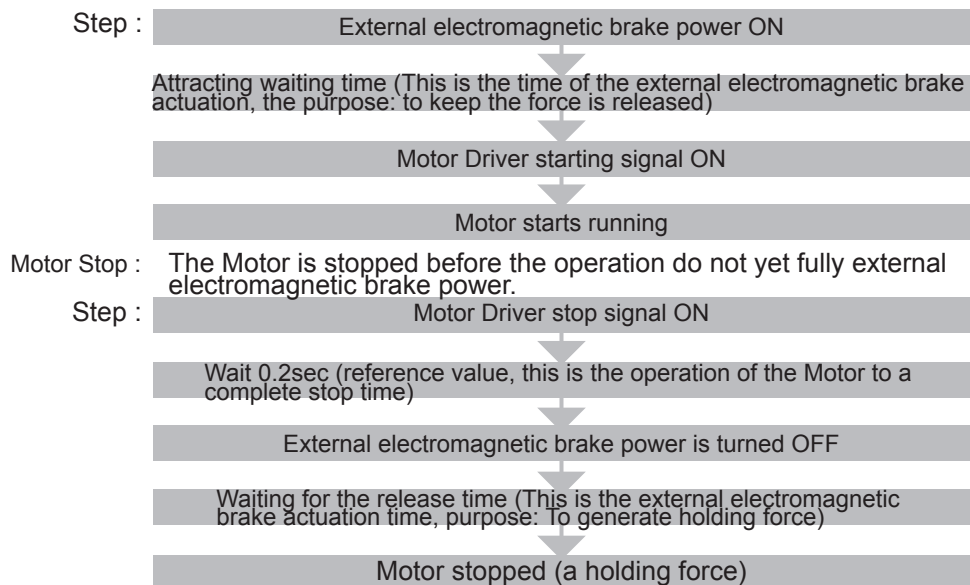 Step :
External electromagnetic brake power ON
Attracting waiting time (This is the time of the external electromagnetic brake
actuation, the purpose: to keep the force is released)
Motor Driver starting signal ON
Motor starts running
Motor Stop :
The Motor is stopped before the operation do not yet fully external
electromagnetic brake power.
Step :
Motor Driver stop signal ON
Wait 0.2sec (reference value, this is the operation of the Motor to a
complete stop time)
External electromagnetic brake power is turned OFF
Waiting for the release time (This is the external electromagnetic
brake actuation time, purpose: To generate holding force)
Motor stopped (a holding force)